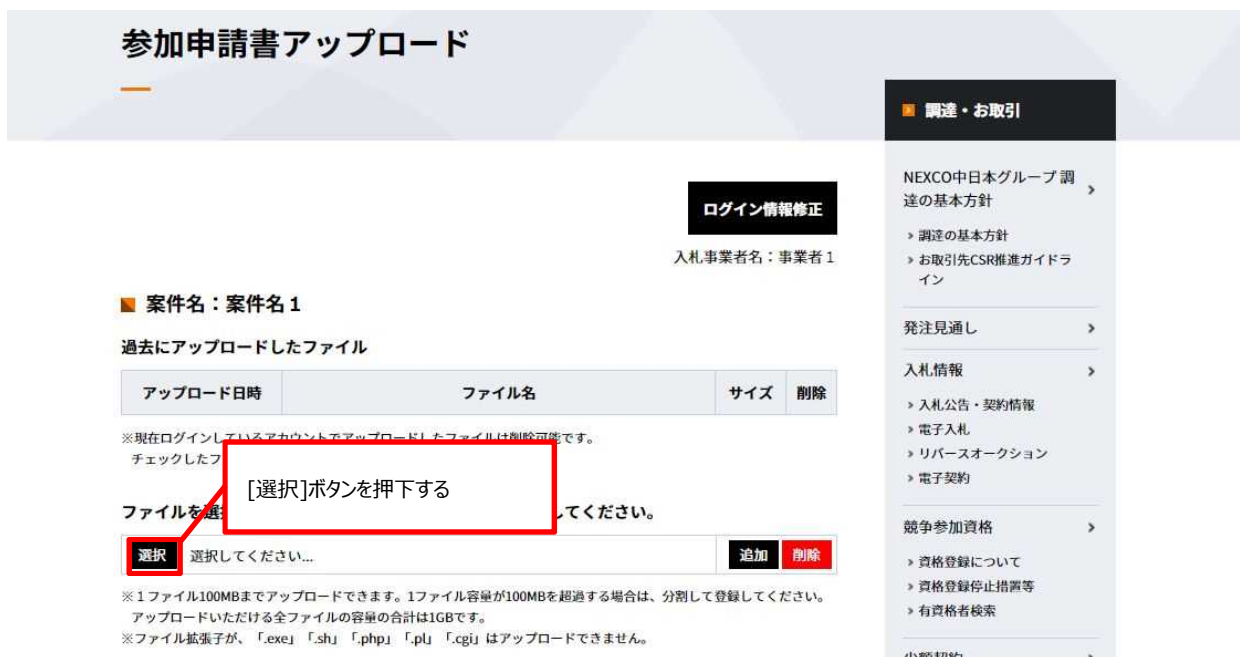 参加申請書アップロード
ログイン情報修正
入札事業者名：事業者1
案件名：案件名1
過去にアップロードしたファイル
アップロード日時 ファイル名 サイズ 削除
※現在ログインしているアカウントでアップロードしたファイルは削除可能です。
チェックしたフ
[選択]ボタンを押下する
ファイルを選
してください。
選択 選択してください... 追加 削除
※1ファイル100MBまでアップロードできます。1ファイル容量が100MBを超過する場合は、分割して登録してください。
アップロードいただける全ファイルの容量の合計は1GBです。
※ファイル拡張子が、「.exe」「.sh」「.php」「.pl」「.cgi」はアップロードできません。
調達・お取引
NEXCO中日本グループ 調
達の基本方針
調達の基本方針
お取引先CSR推進ガイドラ
イン
発注見通し
入札情報
入札公告・契約情報
電子入札
リバースオークション
電子契約
競争参加資格
資格登録について
資格登録停止措置等
有資格者検索
少額契約